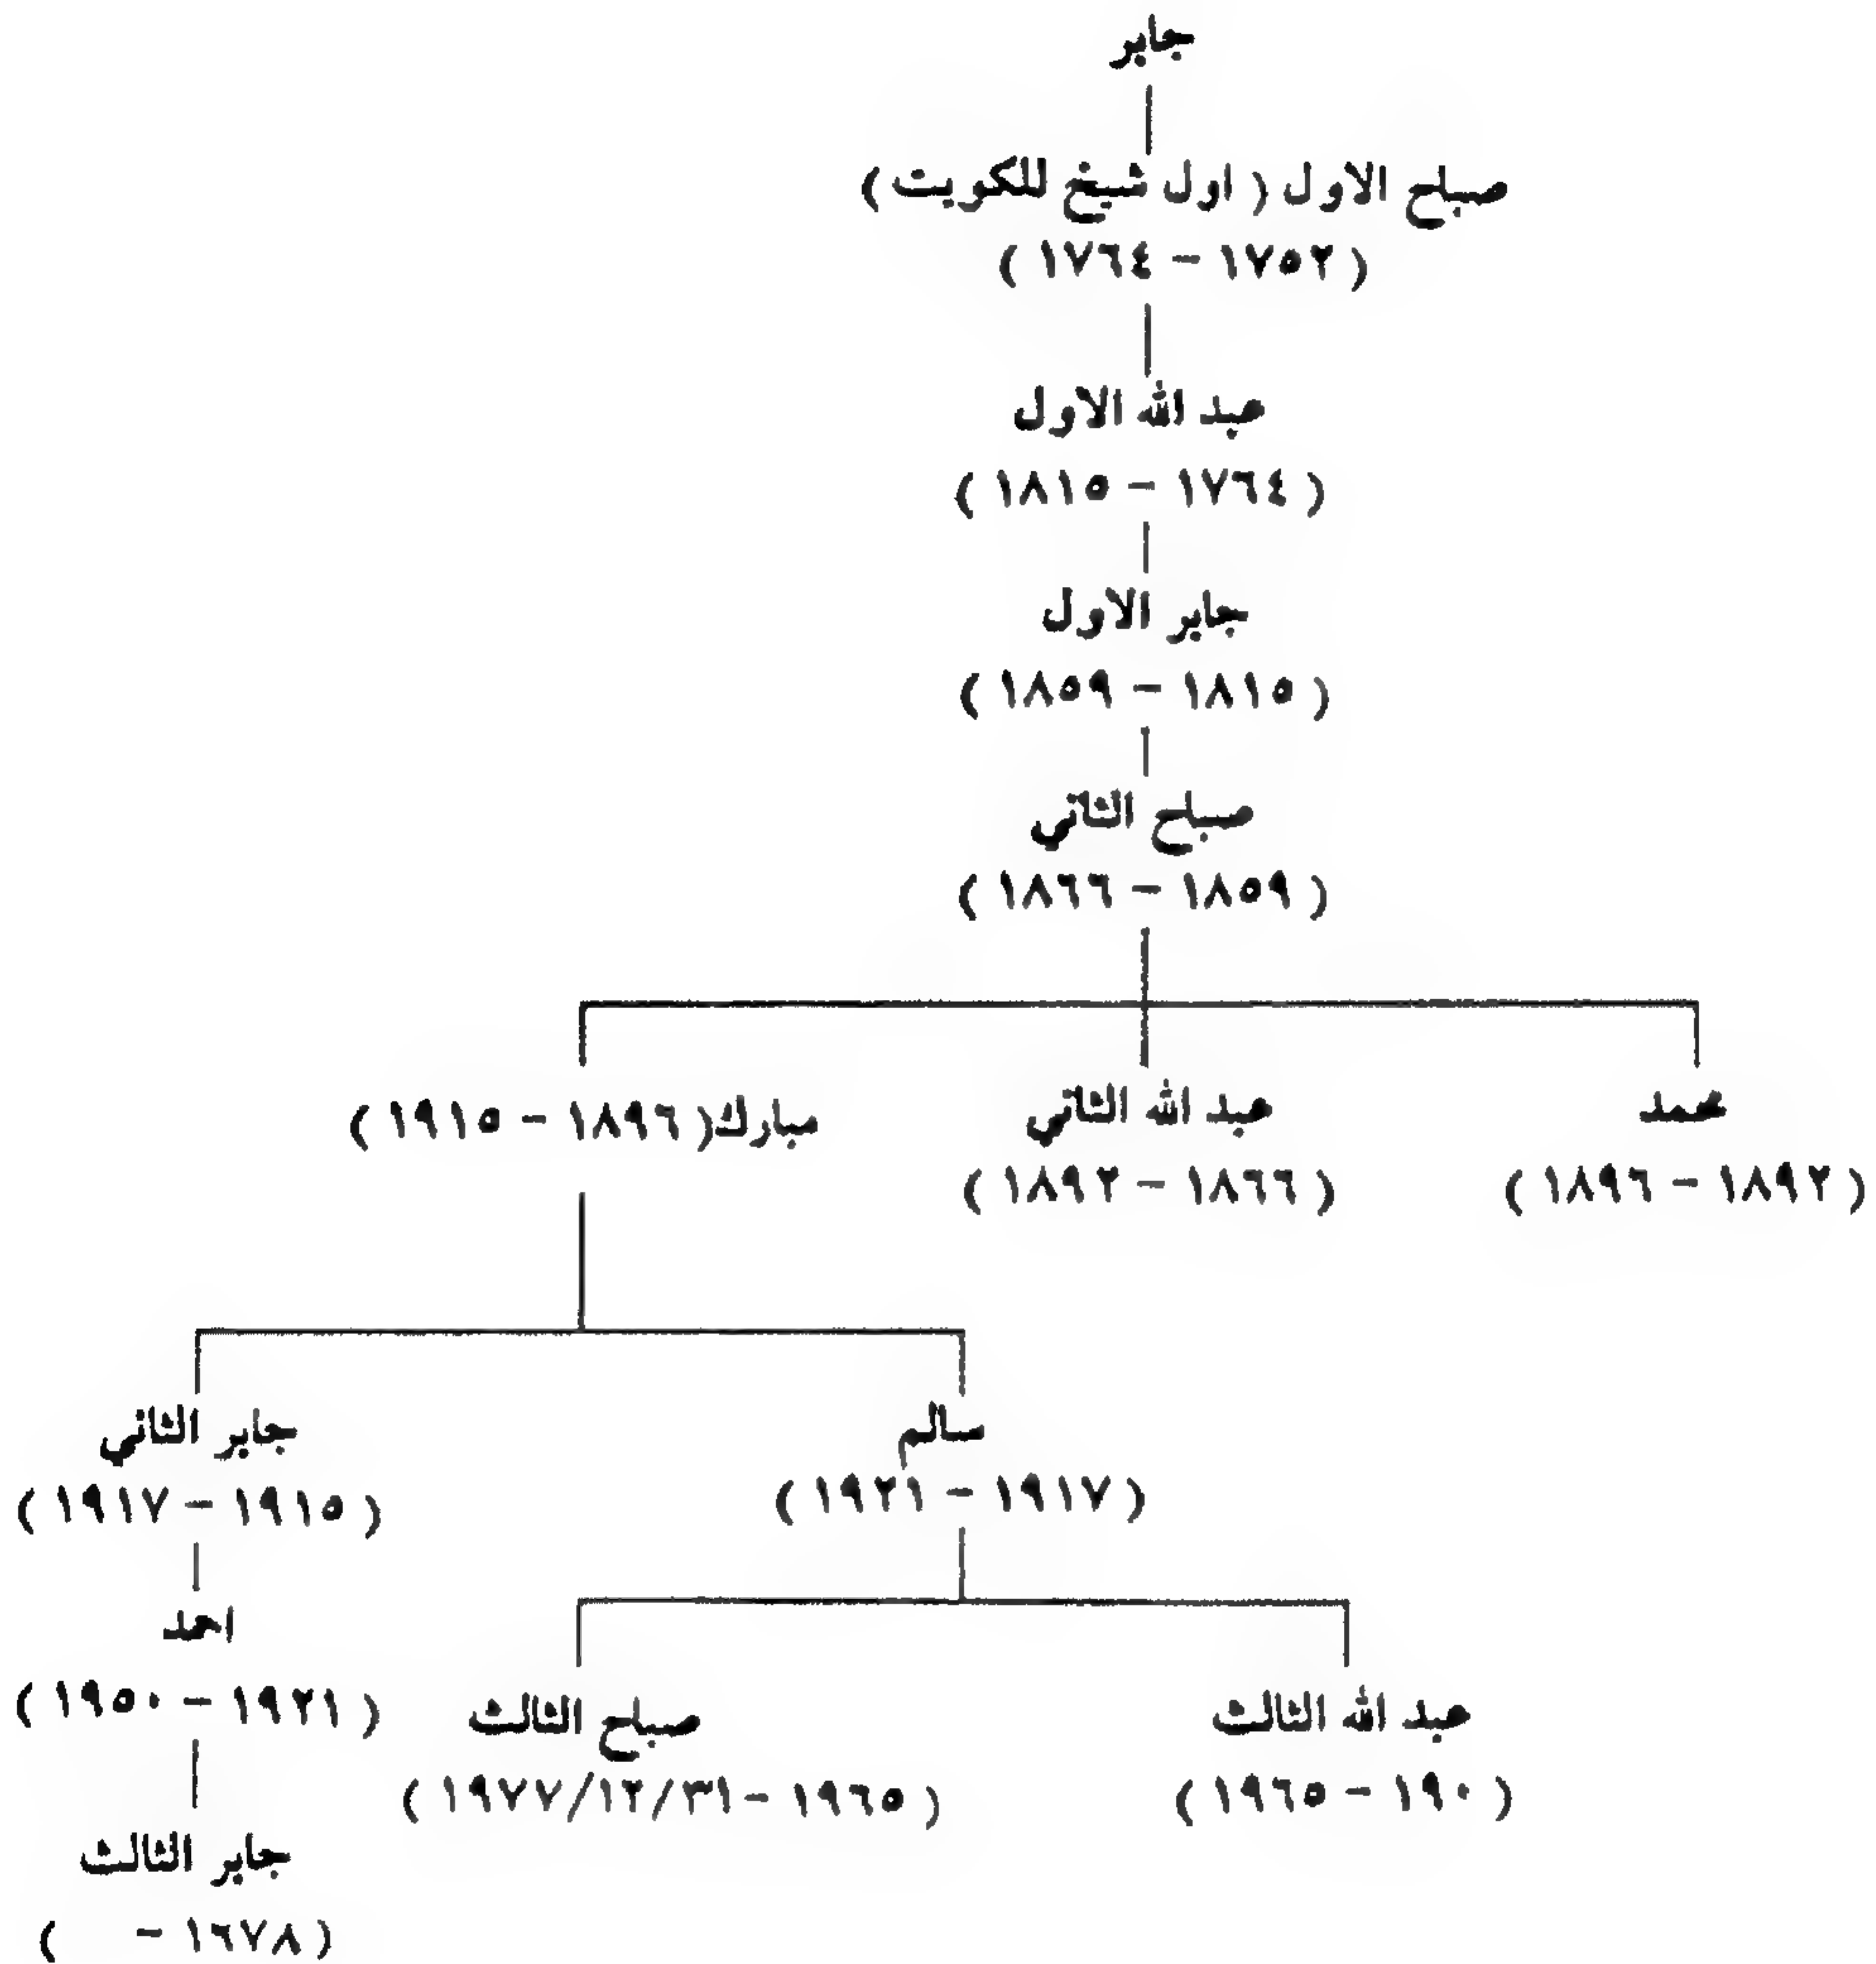 جابر
صباح الاول (اول شيخ للكويت)
(١٧٥٢ – ١٧٦٤)
عبد الله الاول
(١٧٦٤ – ١٨١٥)
جابر الاول
(١٨١٥ – ١٨٥٩)
صباح الثاني
(١٨٥٩ – ١٨٦٦)
محمد
(١٨٩٢ – ١٨٩٦)
عبد الله الثاني
(١٨٦٦ – ١٨٩٢)
مبارك (١٨٩٦ – ١٩١٥)
سالم
(١٩١٧ – ١٩٢١)
جابر الثاني
(١٩١٥ – ١٩١٧)
احمد
(١٩٢١ – ١٩٥٠)
عبد الله الثالث
(١٩٠ – ١٩٦٥)
صباح الثالث
(١٩٦٥ – ١٩٧٧/١٢/٣١)
جابر الثالث
(١٦٧٨ – )